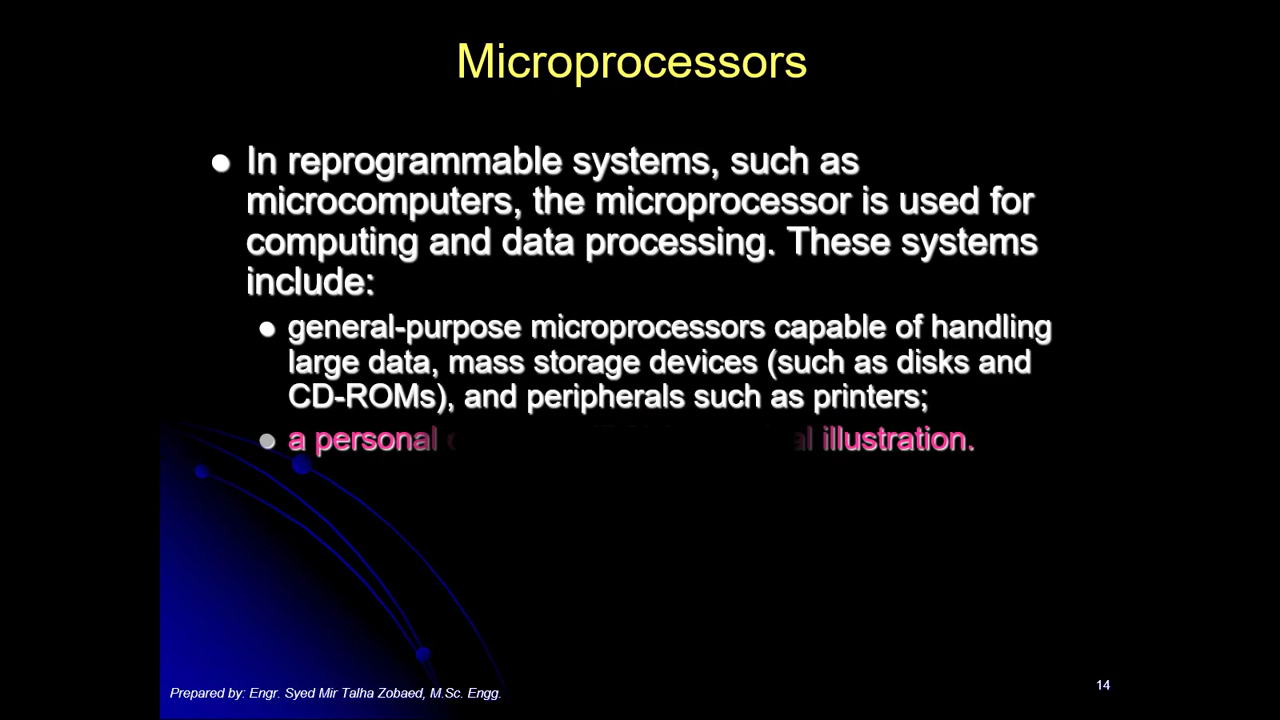 Microprocessors
● In reprogrammable systems, such as
microcomputers, the microprocessor is used for
computing and data processing. These systems
include:
● general-purpose microprocessors capable of handling
large data, mass storage devices (such as disks and
CD-ROMs), and peripherals such as printers;
● a personal illustration.
Prepared by: Engr. Syed Mir Talha Zobaed, M.Sc. Engg.
14